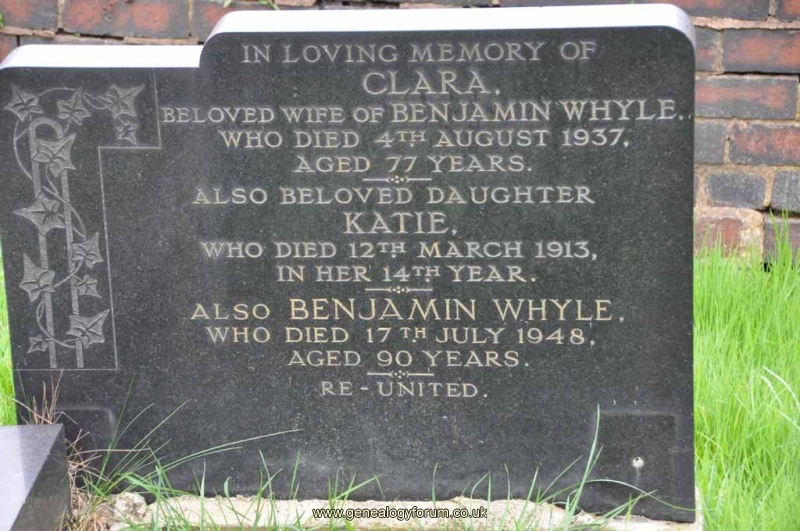 IN LOVING MEMORY OF
CLARA,
BELOVED WIFE OF BENJAMIN WHYLE.
WHO DIED 4TH AUGUST 1937,
AGED 77 YEARS.
ALSO BELOVED DAUGHTER
KATIE,
WHO DIED 12TH MARCH 1913,
IN HER 14TH YEAR.
ALSO BENJAMIN WHYLE,
WHO DIED 17TH JULY 1948,
AGED 90 YEARS.
RE-UNITED.
www.genealogyforum.co.uk